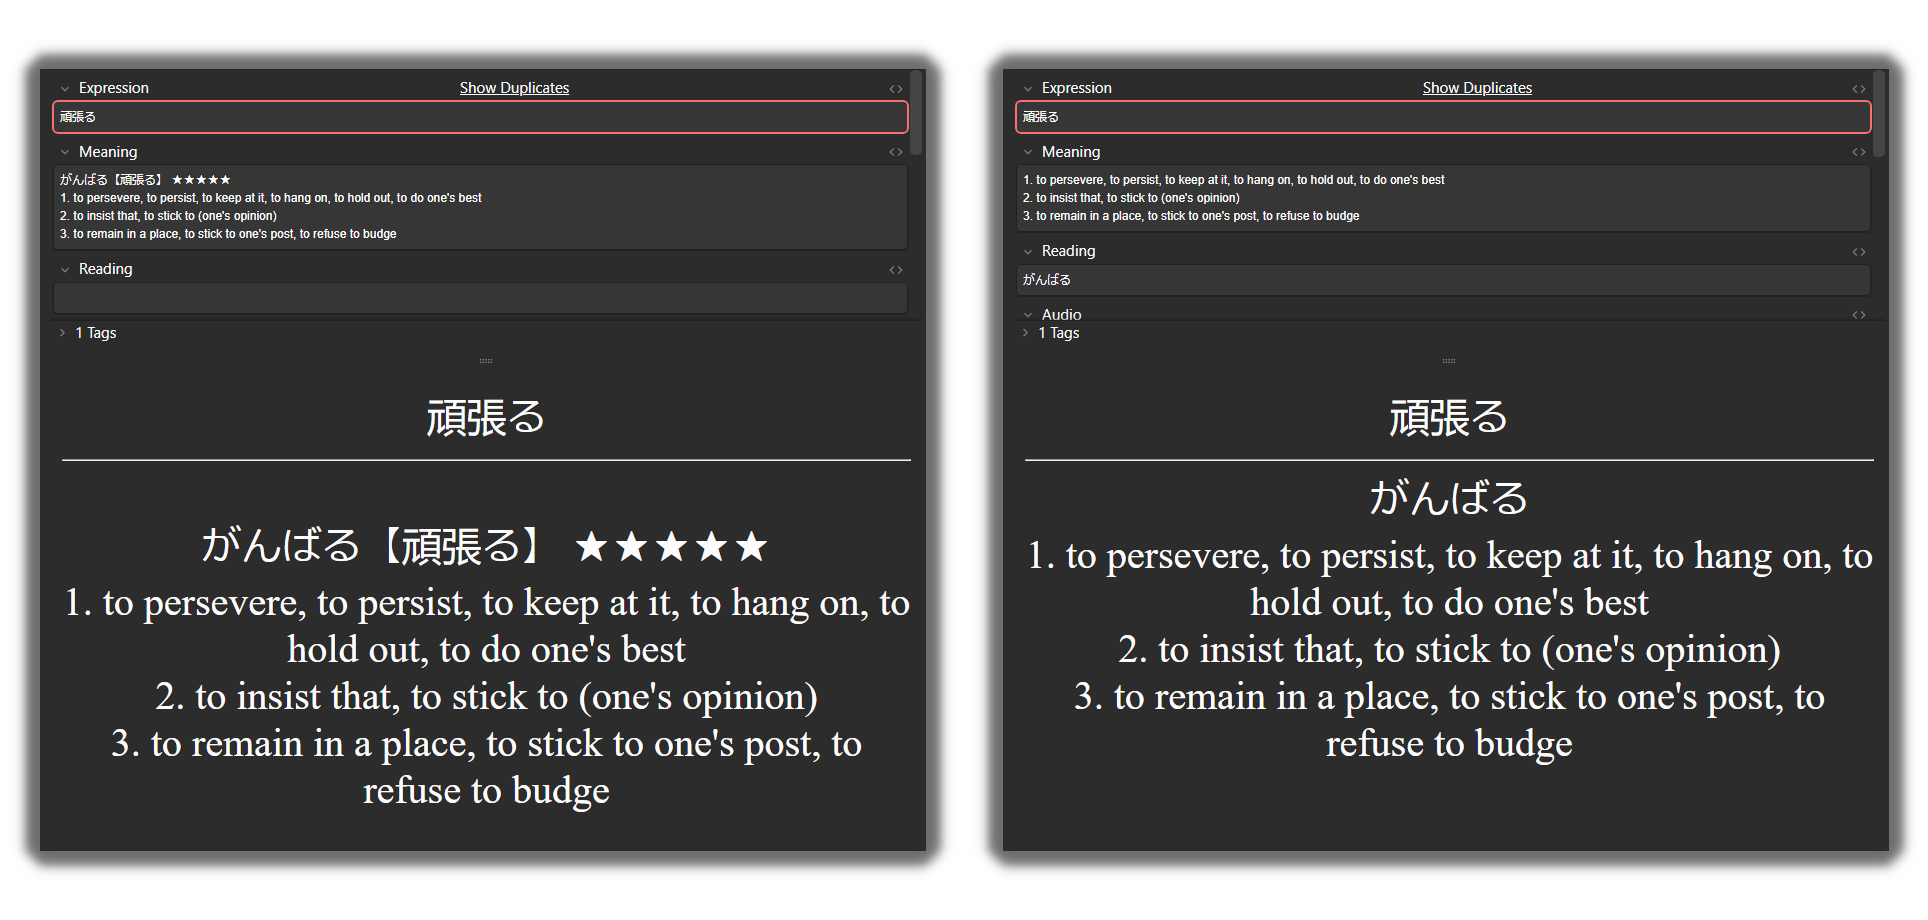 Expression
Show Duplicates
頑張る
Meaning
がんばる【頑張る】 ★★★★★
1. to persevere, to persist, to keep at it, to hang on, to hold out, to do one's best
2. to insist that, to stick to (one's opinion)
3. to remain in a place, to stick to one's post, to refuse to budge
Reading
1 Tags
頑張る
がんばる【頑張る】 ★★★★★
1. to persevere, to persist, to keep at it, to hang on, to
hold out, to do one's best
2. to insist that, to stick to (one's opinion)
3. to remain in a place, to stick to one's post, to
refuse to budge
Expression
Show Duplicates
頑張る
Meaning
1. to persevere, to persist, to keep at it, to hang on, to hold out, to do one's best
2. to insist that, to stick to (one's opinion)
3. to remain in a place, to stick to one's post, to refuse to budge
Reading
がんばる
Audio
1 Tags
頑張る
がんばる
1. to persevere, to persist, to keep at it, to hang on, to
hold out, to do one's best
2. to insist that, to stick to (one's opinion)
3. to remain in a place, to stick to one's post, to
refuse to budge